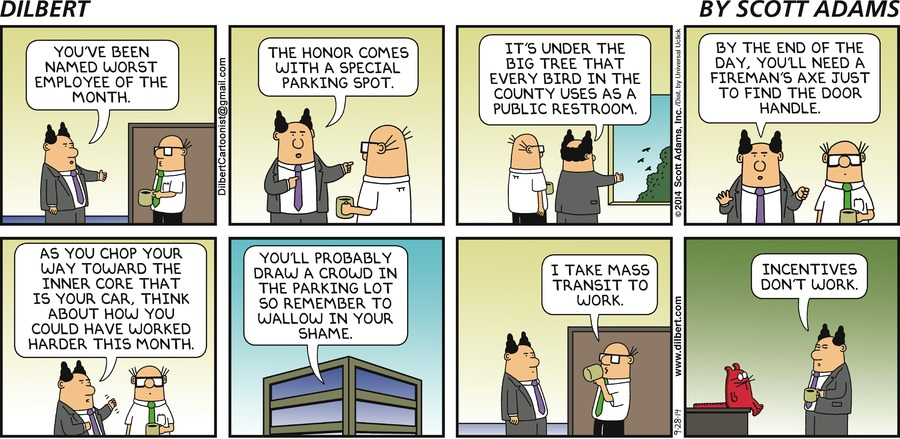 DILBERT
BY SCOTT ADAMS
YOU'VE BEEN
NAMED WORST
EMPLOYEE OF THE
MONTH.
DilbertCartoonist@gmail.com
THE HONOR COMES
WITH A SPECIAL
PARKING SPOT.
IT'S UNDER THE
BIG TREE THAT
EVERY BIRD IN THE
COUNTY USES AS A
PUBLIC RESTROOM.
©2014 Scott Adams, Inc. /Dist. by Universal Uclick
BY THE END OF THE
DAY, YOU'LL NEED A
FIREMAN'S AXE JUST
TO FIND THE DOOR
HANDLE.
AS YOU CHOP YOUR
WAY TOWARD THE
INNER CORE THAT
IS YOUR CAR, THINK
ABOUT HOW YOU
COULD HAVE WORKED
HARDER THIS MONTH.
YOU'LL PROBABLY
DRAW A CROWD IN
THE PARKING LOT
SO REMEMBER TO
WALLOW IN YOUR
SHAME.
I TAKE MASS
TRANSIT TO
WORK.
9-28-14 www.dilbert.com
INCENTIVES
DON'T WORK.